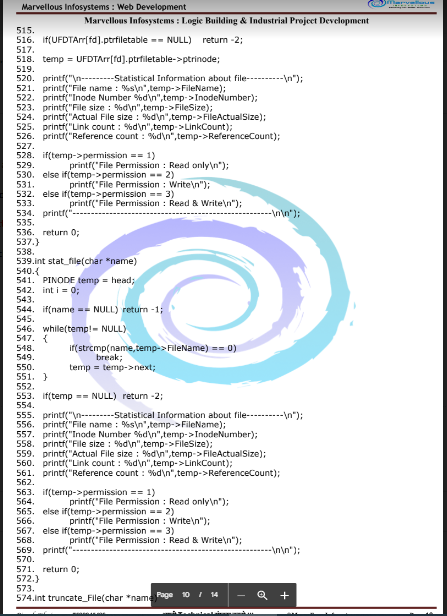 Marvellous Infosystems : Web Development
Marvellous Infosystems : Logic Building & Industrial Project Development
515.
516. if(UFDTArr[fd].ptrfiletable == NULL) return -2;
517.
518. temp = UFDTArr[fd].ptrfiletable->ptrinode;
519.
520. printf("\n---------Statistical Information about file----------\n");
521. printf("File name : %s\n",temp->FileName);
522. printf("Inode Number %d\n",temp->InodeNumber);
523. printf("File size : %d\n",temp->FileSize);
524. printf("Actual File size : %d\n",temp->FileActualSize);
525. printf("Link count : %d\n",temp->LinkCount);
526. printf("Reference count : %d\n",temp->ReferenceCount);
527.
528. if(temp->permission == 1)
529. printf("File Permission : Read only\n");
530. else if(temp->permission == 2)
531. printf("File Permission : Write\n");
532. else if(temp->permission == 3)
533. printf("File Permission : Read & Write\n");
534. printf("------------------------------------------------------\n\n");
535.
536. return 0;
537.}
538.
539.int stat_file(char *name)
540.{
541. PINODE temp = head;
542. int i = 0;
543.
544. if(name == NULL) return -1;
545.
546. while(temp!= NULL)
547. {
548. if(strcmp(name,temp->FileName) == 0)
549. break;
550. temp = temp->next;
551. }
552.
553. if(temp == NULL) return -2;
554.
555. printf("\n---------Statistical Information about file----------\n");
556. printf("File name : %s\n",temp->FileName);
557. printf("Inode Number %d\n",temp->InodeNumber);
558. printf("File size : %d\n",temp->FileSize);
559. printf("Actual File size : %d\n",temp->FileActualSize);
560. printf("Link count : %d\n",temp->LinkCount);
561. printf("Reference count : %d\n",temp->ReferenceCount);
562.
563. if(temp->permission == 1)
564. printf("File Permission : Read only\n");
565. else if(temp->permission == 2)
566. printf("File Permission : Write\n");
567. else if(temp->permission == 3)
568. printf("File Permission : Read & Write\n");
569. printf("------------------------------------------------------\n\n");
570.
571. return 0;
572.}
573.
574.int truncate_File(char *name)
Page 10 / 14